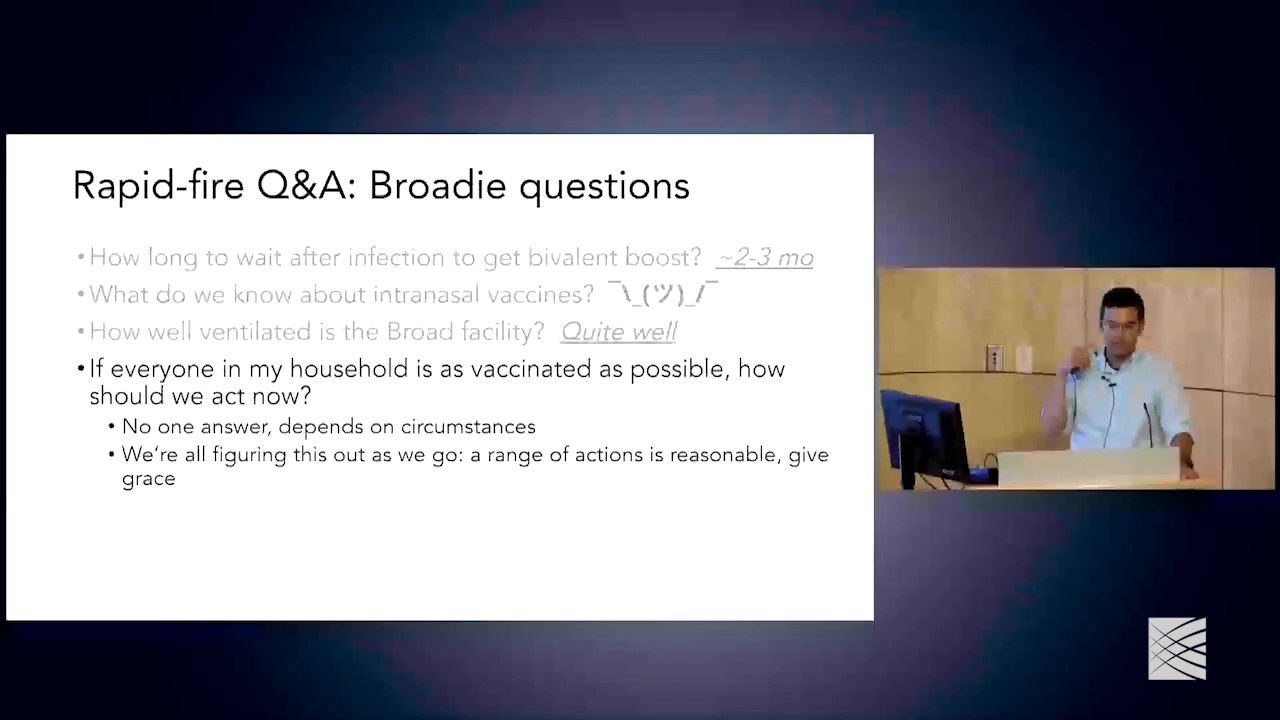 Rapid-fire Q&A: Broadie questions
•How long to wait after infection to get bivalent boost? ~2-3 mo
•What do we know about intranasal vaccines? ¯\_(ツ)_/¯
•How well ventilated is the Broad facility? Quite well
•If everyone in my household is as vaccinated as possible, how
should we act now?
• No one answer, depends on circumstances
• We’re all figuring this out as we go: a range of actions is reasonable, give
grace